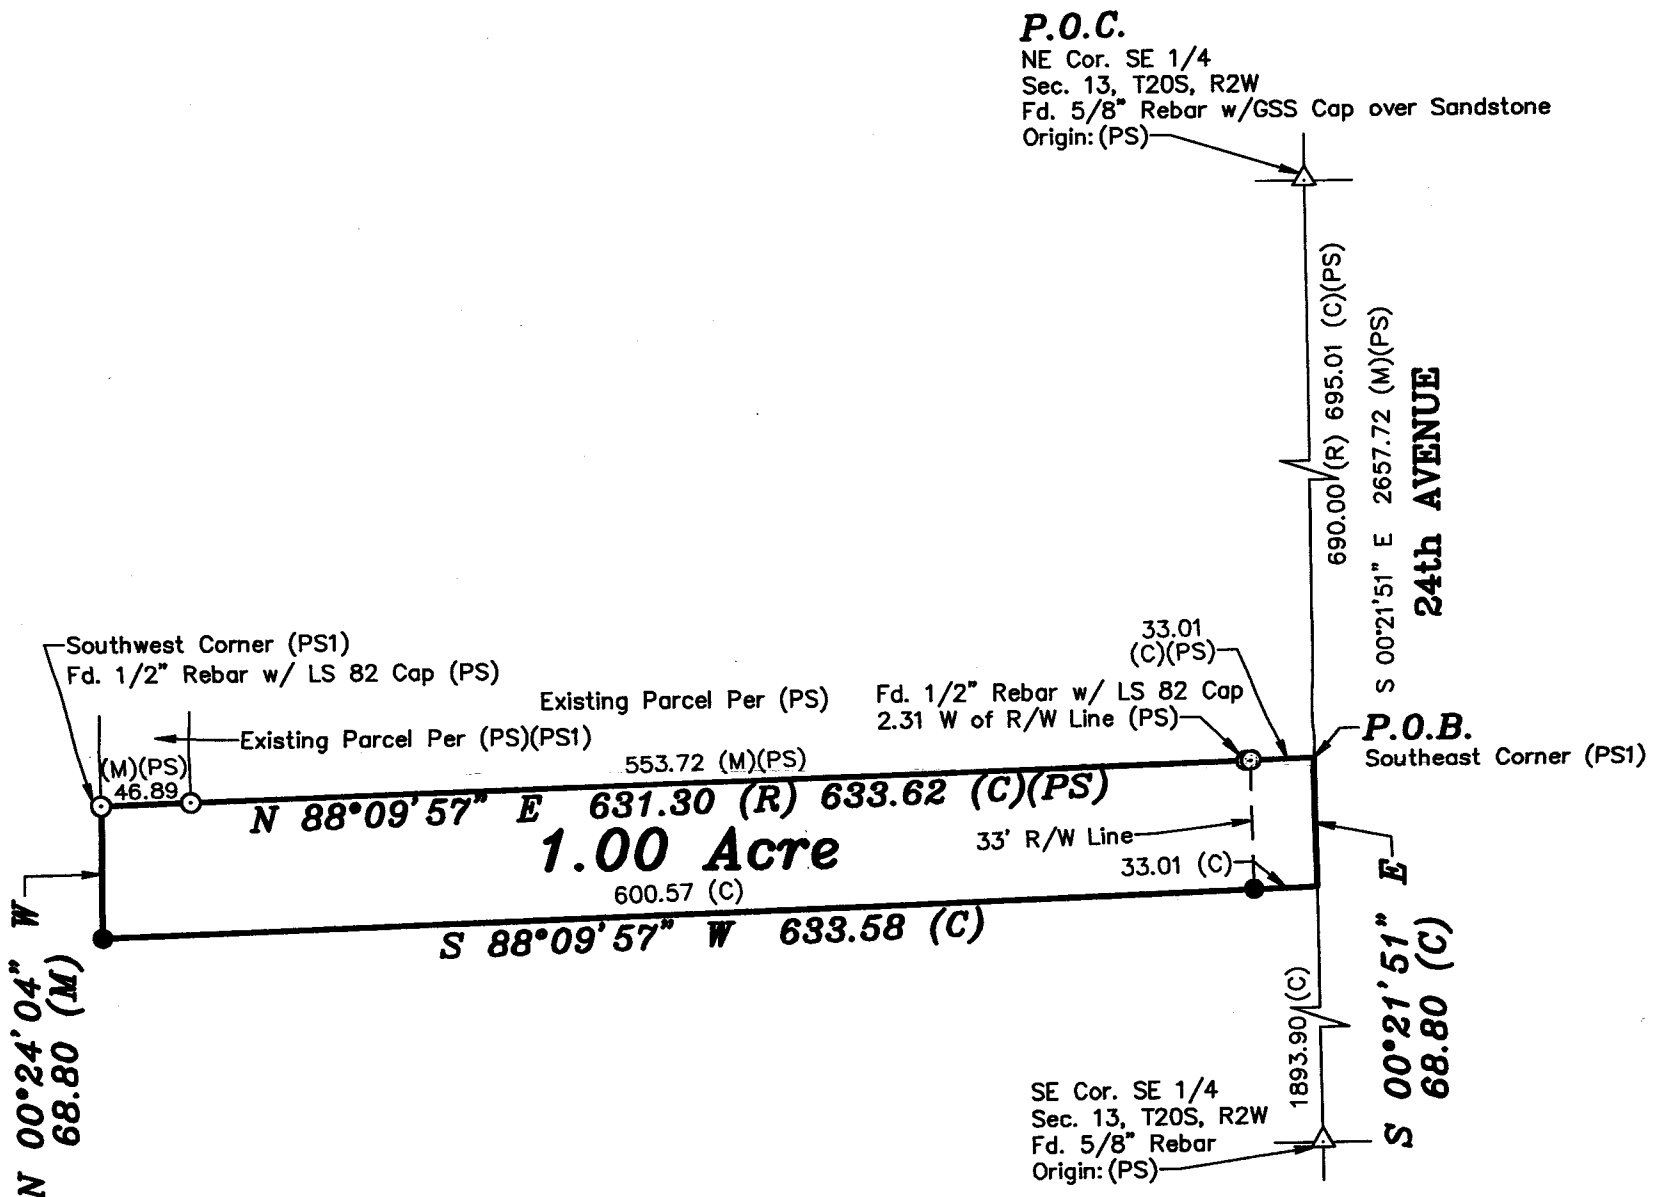 P.O.C.
NE Cor. SE 1/4
Sec. 13, T20S, R2W
Fd. 5/8" Rebar w/GSS Cap over Sandstone
Origin: (PS)
690.00 (R) 695.01 (C)(PS)
S 00°21'51" E 2657.72 (M)(PS)
24th AVENUE
Southwest Corner (PS1)
Fd. 1/2" Rebar w/ LS 82 Cap (PS)
33.01
(C)(PS)
Existing Parcel Per (PS)
Fd. 1/2" Rebar w/ LS 82 Cap
2.31 W of R/W Line (PS)
P.O.B.
Southeast Corner (PS1)
Existing Parcel Per (PS)(PS1)
(M)(PS)
46.89
553.72 (M)(PS)
N 88°09'57" E 631.30 (R) 633.62 (C)(PS)
1.00 Acre
33' R/W Line
33.01 (C)
600.57 (C)
S 88°09'57" W 633.58 (C)
N 00°24'04" W
68.80 (M)
S 00°21'51" E
68.80 (C)
1893.90 (C)
SE Cor. SE 1/4
Sec. 13, T20S, R2W
Fd. 5/8" Rebar
Origin: (PS)